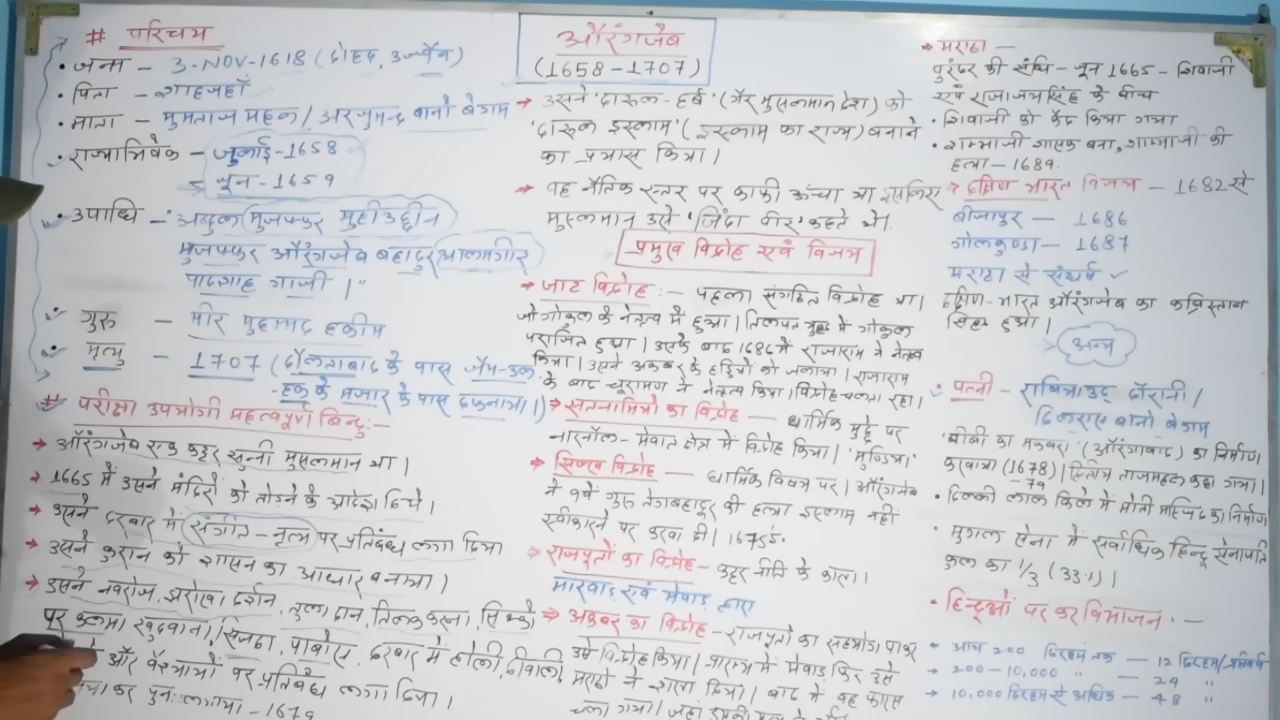 # परिचय
• जन्म - 3-NOV-1618 (दोहद, उज्जैन)
• पिता - शाहजहाँ
• माता - मुमताज महल / अरजुमन्द बानो बेगम
• राज्याभिषेक - जुलाई-1658
जून-1659
• उपाधि - अब्दुल मुजफ्फर मुहीउद्दीन
मुजफ्फर औरंगजेब बहादुर आलमगीर
पादशाह गाजी।"
गुरु - मीर मुहम्मद हकीम
मृत्यु - 1707 (दौलताबाद के पास
के मजार के पास दफनाया।)
# परीक्षा उपयोगी महत्वपूर्ण बिन्दु:-
→ औरंगजेब एक कट्टर सुन्नी मुसलमान था।
→ 1665 में उसने मंदिरों को तोड़ने के आदेश दिये।
→ उसने दरबार में संगीत-नृत्य पर प्रतिबंध लगा दिया
→ उसने कुरान को शासन का आधार बनाया।
→ उसने नवरोज, झरोखा दर्शन, तुला दान, तिलक करना, सिक्को
पर कलमा खुदवाना, सिजदा, पाबोस, दरबार में होली, दीवाली
और वैश्याओं पर प्रतिबंध लगा दिया।
कर पुनः लगाया - 1679
औरंगजेब
(1658-1707)
→ उसने 'दारूल-हर्ब' (गैर मुसलमान देश) को
'दारूल इस्लाम' (इस्लाम का राज्य) बनाने
का प्रयास किया।
→ वह नैतिक स्तर पर काफी ऊँचा था इसलिए
मुसलमान उसे 'जिंदा पीर' कहते थे।
प्रमुख विद्रोह एवं विजय
→ जाट विद्रोह :- पहला संगठित विद्रोह था।
जो गोकुल के नेतृत्व में हुआ। तिलपत युद्ध में गोकुल
पराजित हुआ। उसके बाद 1686 में राजाराम ने नेतृत्व
किया। उसने अकबर के हड्डियों को जलाया। राजाराम
के बाद चूरामण ने नेतृत्व किया। विद्रोह चलता रहा।
→ सतनामियों का विद्रोह - धार्मिक मुद्दे पर
नारनौल-मेवात क्षेत्र में विद्रोह किया। 'मुण्डिया'
→ सिक्ख विद्रोह - धार्मिक विषय पर। औरंगजेब
ने 9वें गुरु तेगबहादुर की हत्या इस्लाम नहीं
स्वीकारने पर करवा दी। 1675ई.
→ राजपूतों का विद्रोह - कट्टर नीति के कारण।
मारवाड़ एवं मेवाड़ द्वारा
→ अकबर का विद्रोह - राजपूतों का सहयोग पाकर
उसने विद्रोह किया। प्रारम्भ में मेवाड़ फिर उसे
मराठों ने शरण दिया। बाद में वह फारस
चला गया। जहाँ
→ मराठा -
पुरंदर की संधि - जून 1665 - शिवाजी
एवं राजा जयसिंह के बीच
• शिवाजी को कैद किया गया
• शम्भाजी शासक बना, शम्भाजी की
हत्या - 1689.
→ दक्षिण भारत विजय - 1682 से
बीजापुर - 1686
गोलकुण्डा - 1687
मराठा से संघर्ष ✓
दक्षिण-भारत औरंगजेब का कब्रिस्तान
सिद्ध हुआ।
अन्य
• पत्नी - राबिया उद् दौरानी /
दिलरास बानो बेगम
'बीबी का मकबरा' (औरंगाबाद) का निर्माण
करवाया (1678) | द्वितीय ताजमहल कहा गया।
-79
• दिल्ली लाल किले में मोती मस्जिद का निर्माण
• मुगल सेना में सर्वाधिक हिन्दू सेनापति
कुल का 1/3 (33%)।
• हिन्दूओं पर कर विभाजन :-
→ आय 200 दिरहम तक - 12 दिरहम/प्रतिवर्ष
→ 200-10,000 " - 24 "
→ 10,000 दिरहम से अधिक - 48 "